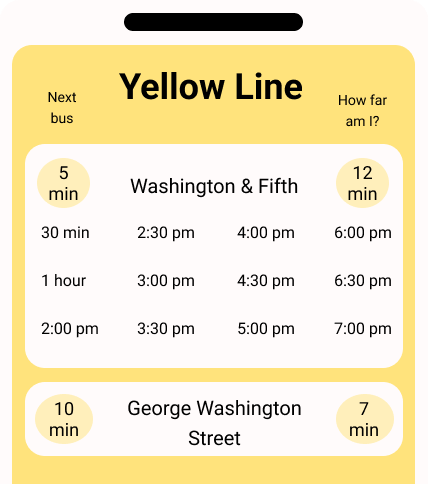 Yellow Line
Next
bus
How far
am I?
5
min
Washington & Fifth
12
min
30 min 2:30 pm 4:00 pm 6:00 pm
1 hour 3:00 pm 4:30 pm 6:30 pm
2:00 pm 3:30 pm 5:00 pm 7:00 pm
10
min
George Washington
Street
7
min